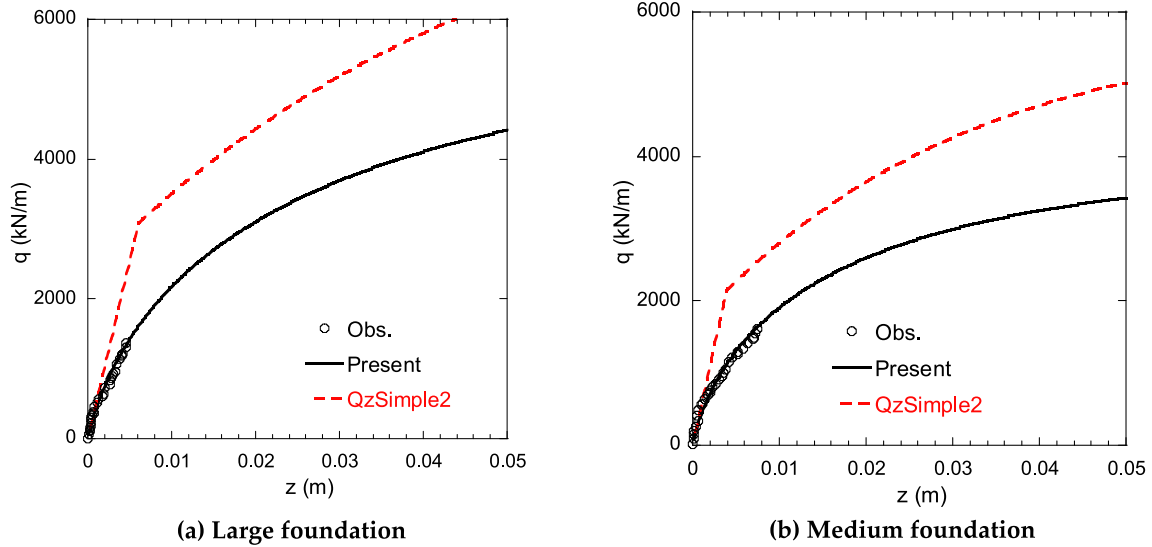 6000
4000
2000
0
q (kN/m)
Obs.
Present
QzSimple2
0 0.01 0.02 0.03 0.04 0.05
z (m)
(a) Large foundation
6000
4000
2000
0
q (kN/m)
Obs.
Present
QzSimple2
0 0.01 0.02 0.03 0.04 0.05
z (m)
(b) Medium foundation